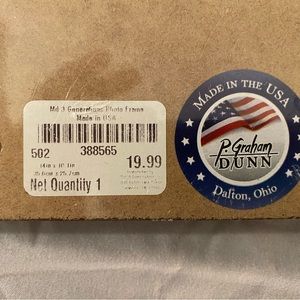 Md 3 Generations Photo Frame
Made in USA
502 388565
19.99
Net Quantity 1
MADE IN THE USA
P. Graham
DUNN
Dalton, Ohio